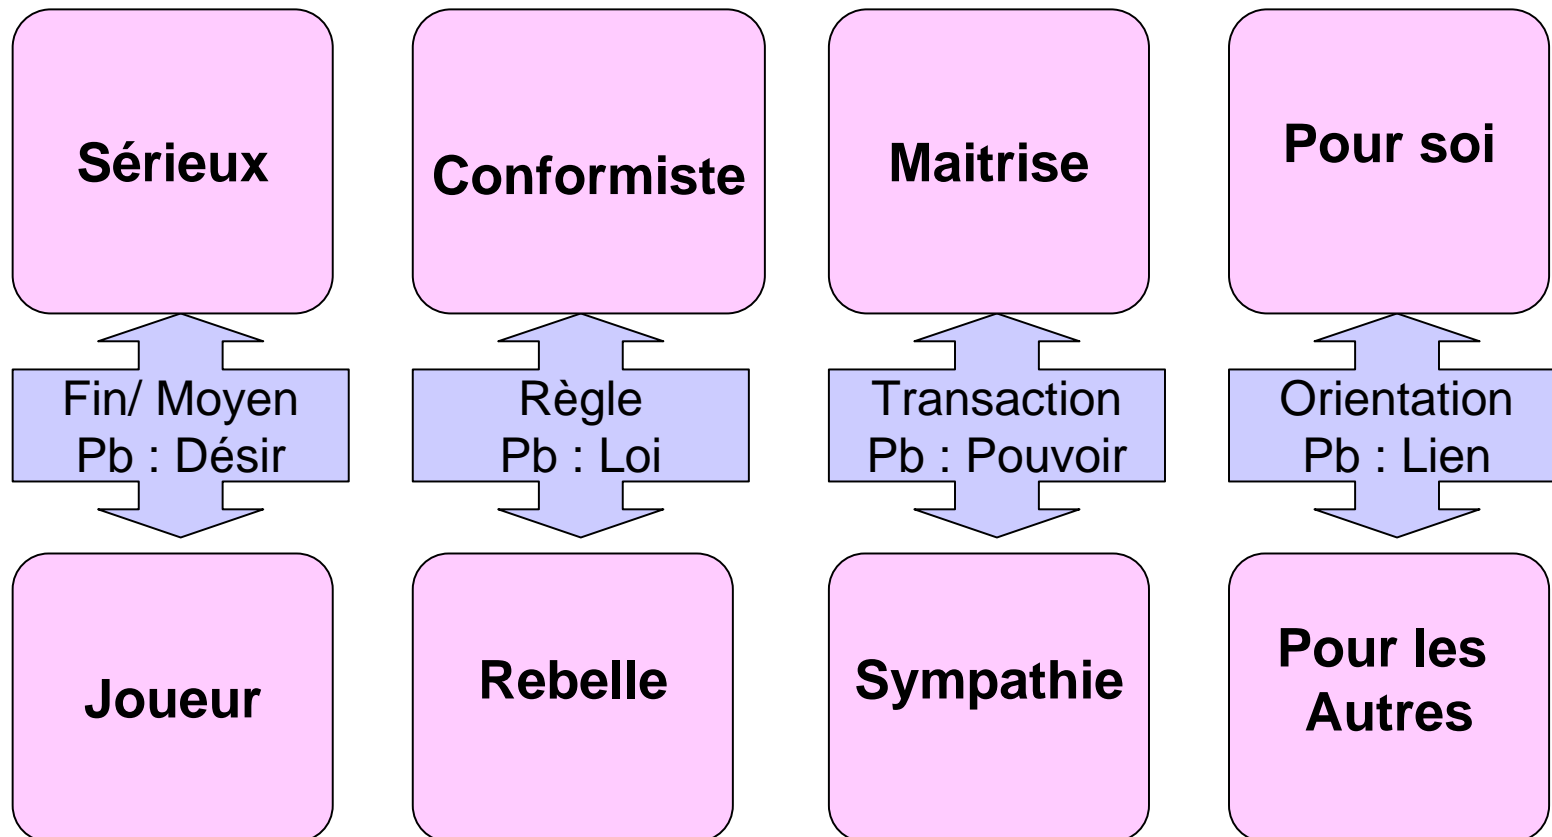 Sérieux
Conformiste
Maitrise
Pour soi
Fin/ Moyen
Pb : Désir
Règle
Pb : Loi
Transaction
Pb : Pouvoir
Orientation
Pb : Lien
Joueur
Rebelle
Sympathie
Pour les
Autres